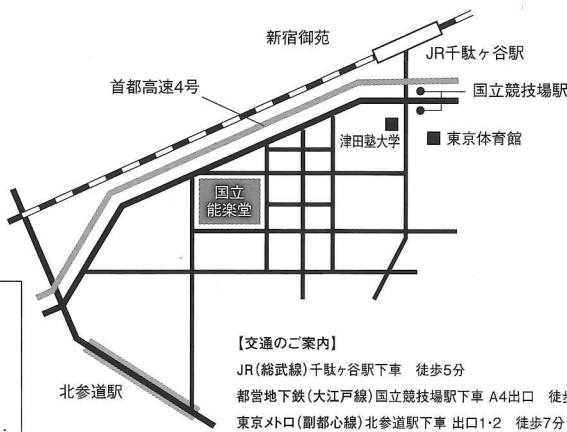 新宿御苑
JR千駄ヶ谷駅
首都高速4号
国立競技場駅
津田塾大学
東京体育館
国立
能楽堂
北参道駅
【交通のご案内】
JR(総武線)千駄ヶ谷駅下車 徒歩5分
都営地下鉄(大江戸線)国立競技場駅下車 A4出口 徒歩
東京メトロ(副都心線)北参道駅下車 出口1・2 徒歩7分